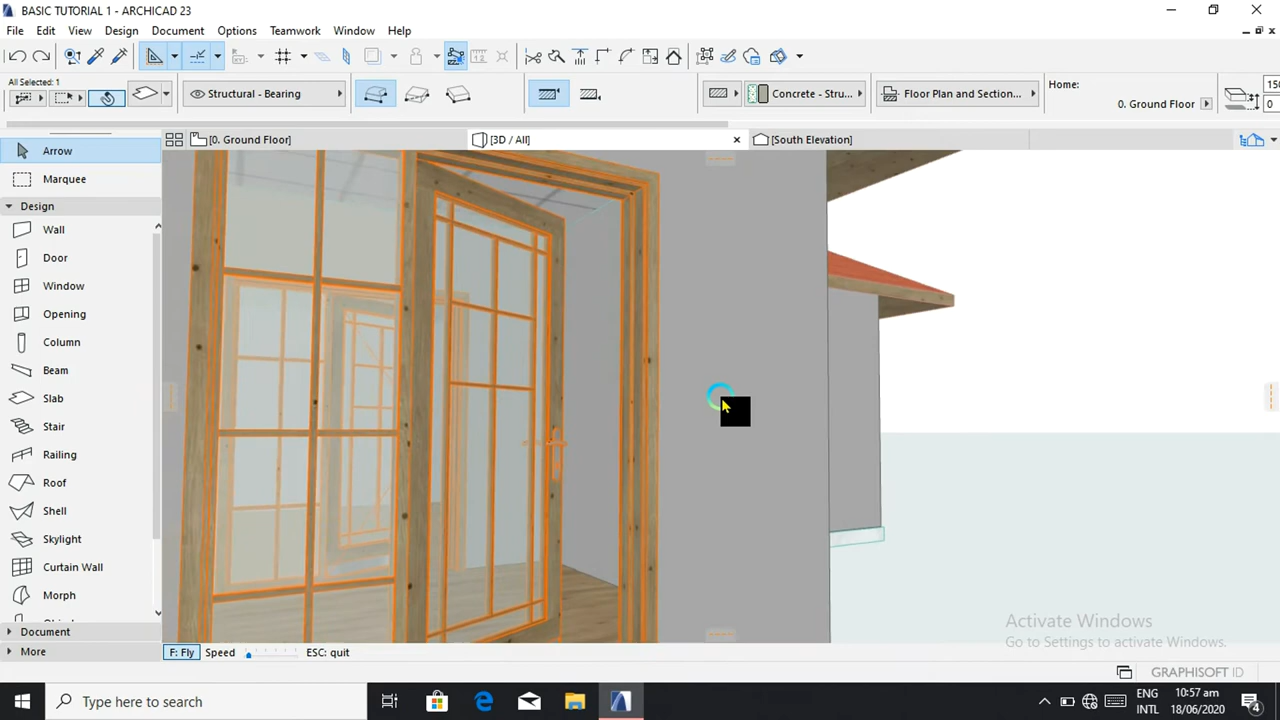 BASIC TUTORIAL 1 - ARCHICAD 23
File Edit View Design Document Options Teamwork Window Help
All Selected: 1
Structural - Bearing
Concrete - Stru...
Floor Plan and Section...
Home:
0. Ground Floor
150
0
[0. Ground Floor]
[3D / All]
[South Elevation]
Arrow
Marquee
Design
Wall
Door
Window
Opening
Column
Beam
Slab
Stair
Railing
Roof
Shell
Skylight
Curtain Wall
Morph
Document
More
F: Fly Speed ESC: quit
Activate Windows
Go to Settings to activate Windows.
GRAPHISOFT ID
Type here to search
ENG
INTL
10:57 am
18/06/2020
4